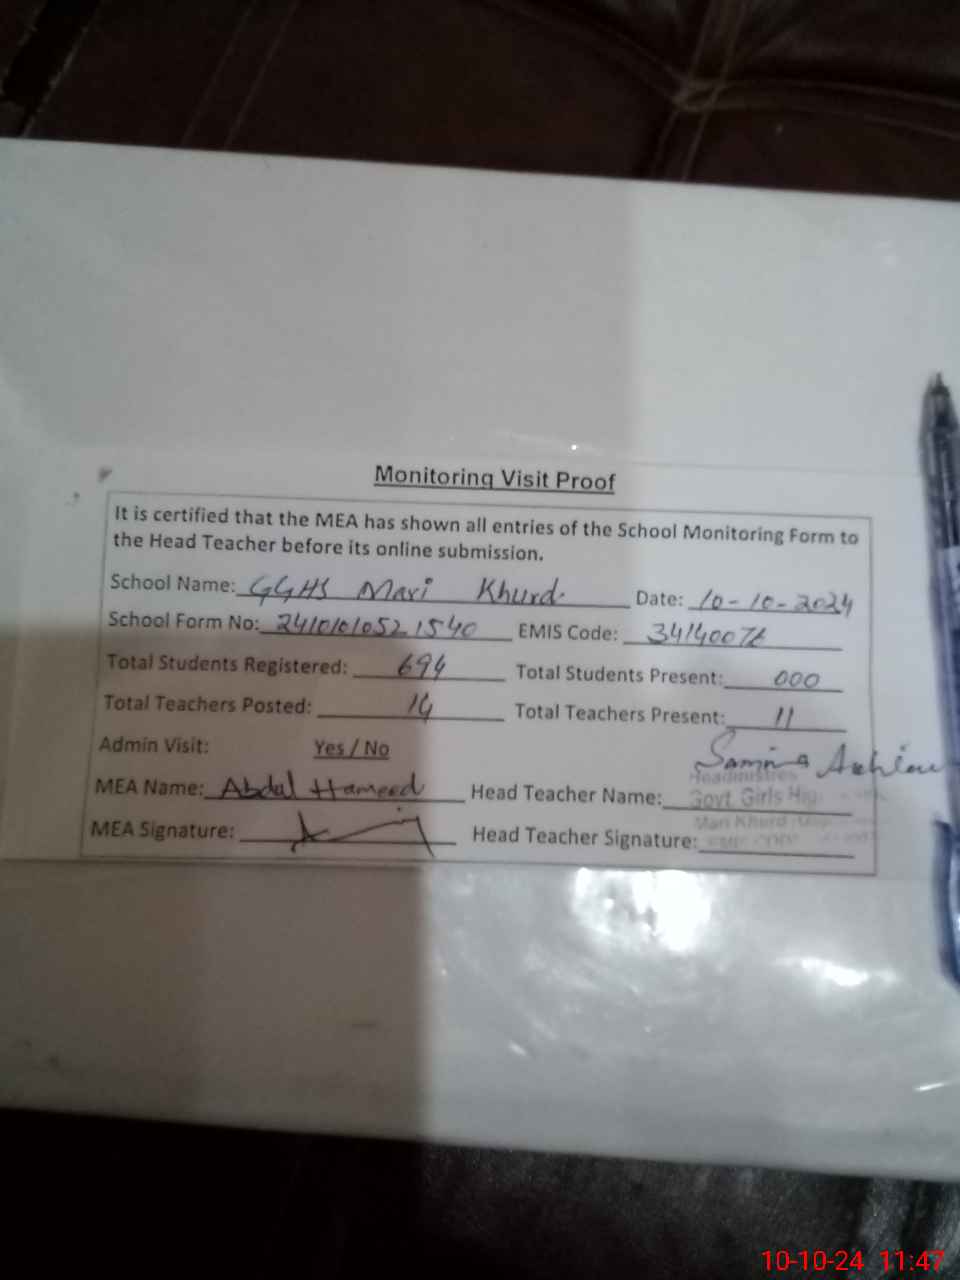 Monitoring Visit Proof
It is certified that the MEA has shown all entries of the School Monitoring Form to
the Head Teacher before its online submission.
School Name: GGHS Mari Khurd. Date: 10-10-2024
School Form No: 2410101052 1540 EMIS Code: 34140076
Total Students Registered: 694 Total Students Present: 000
Total Teachers Posted: 14 Total Teachers Present: 11
Admin Visit: Yes / No
MEA Name: Abdal Hameed Head Teacher Name: Samina
Headmistres
Govt. Girls
Mari Khurd
MEA Signature: Head Teacher Signature:
10-10-24 11:47